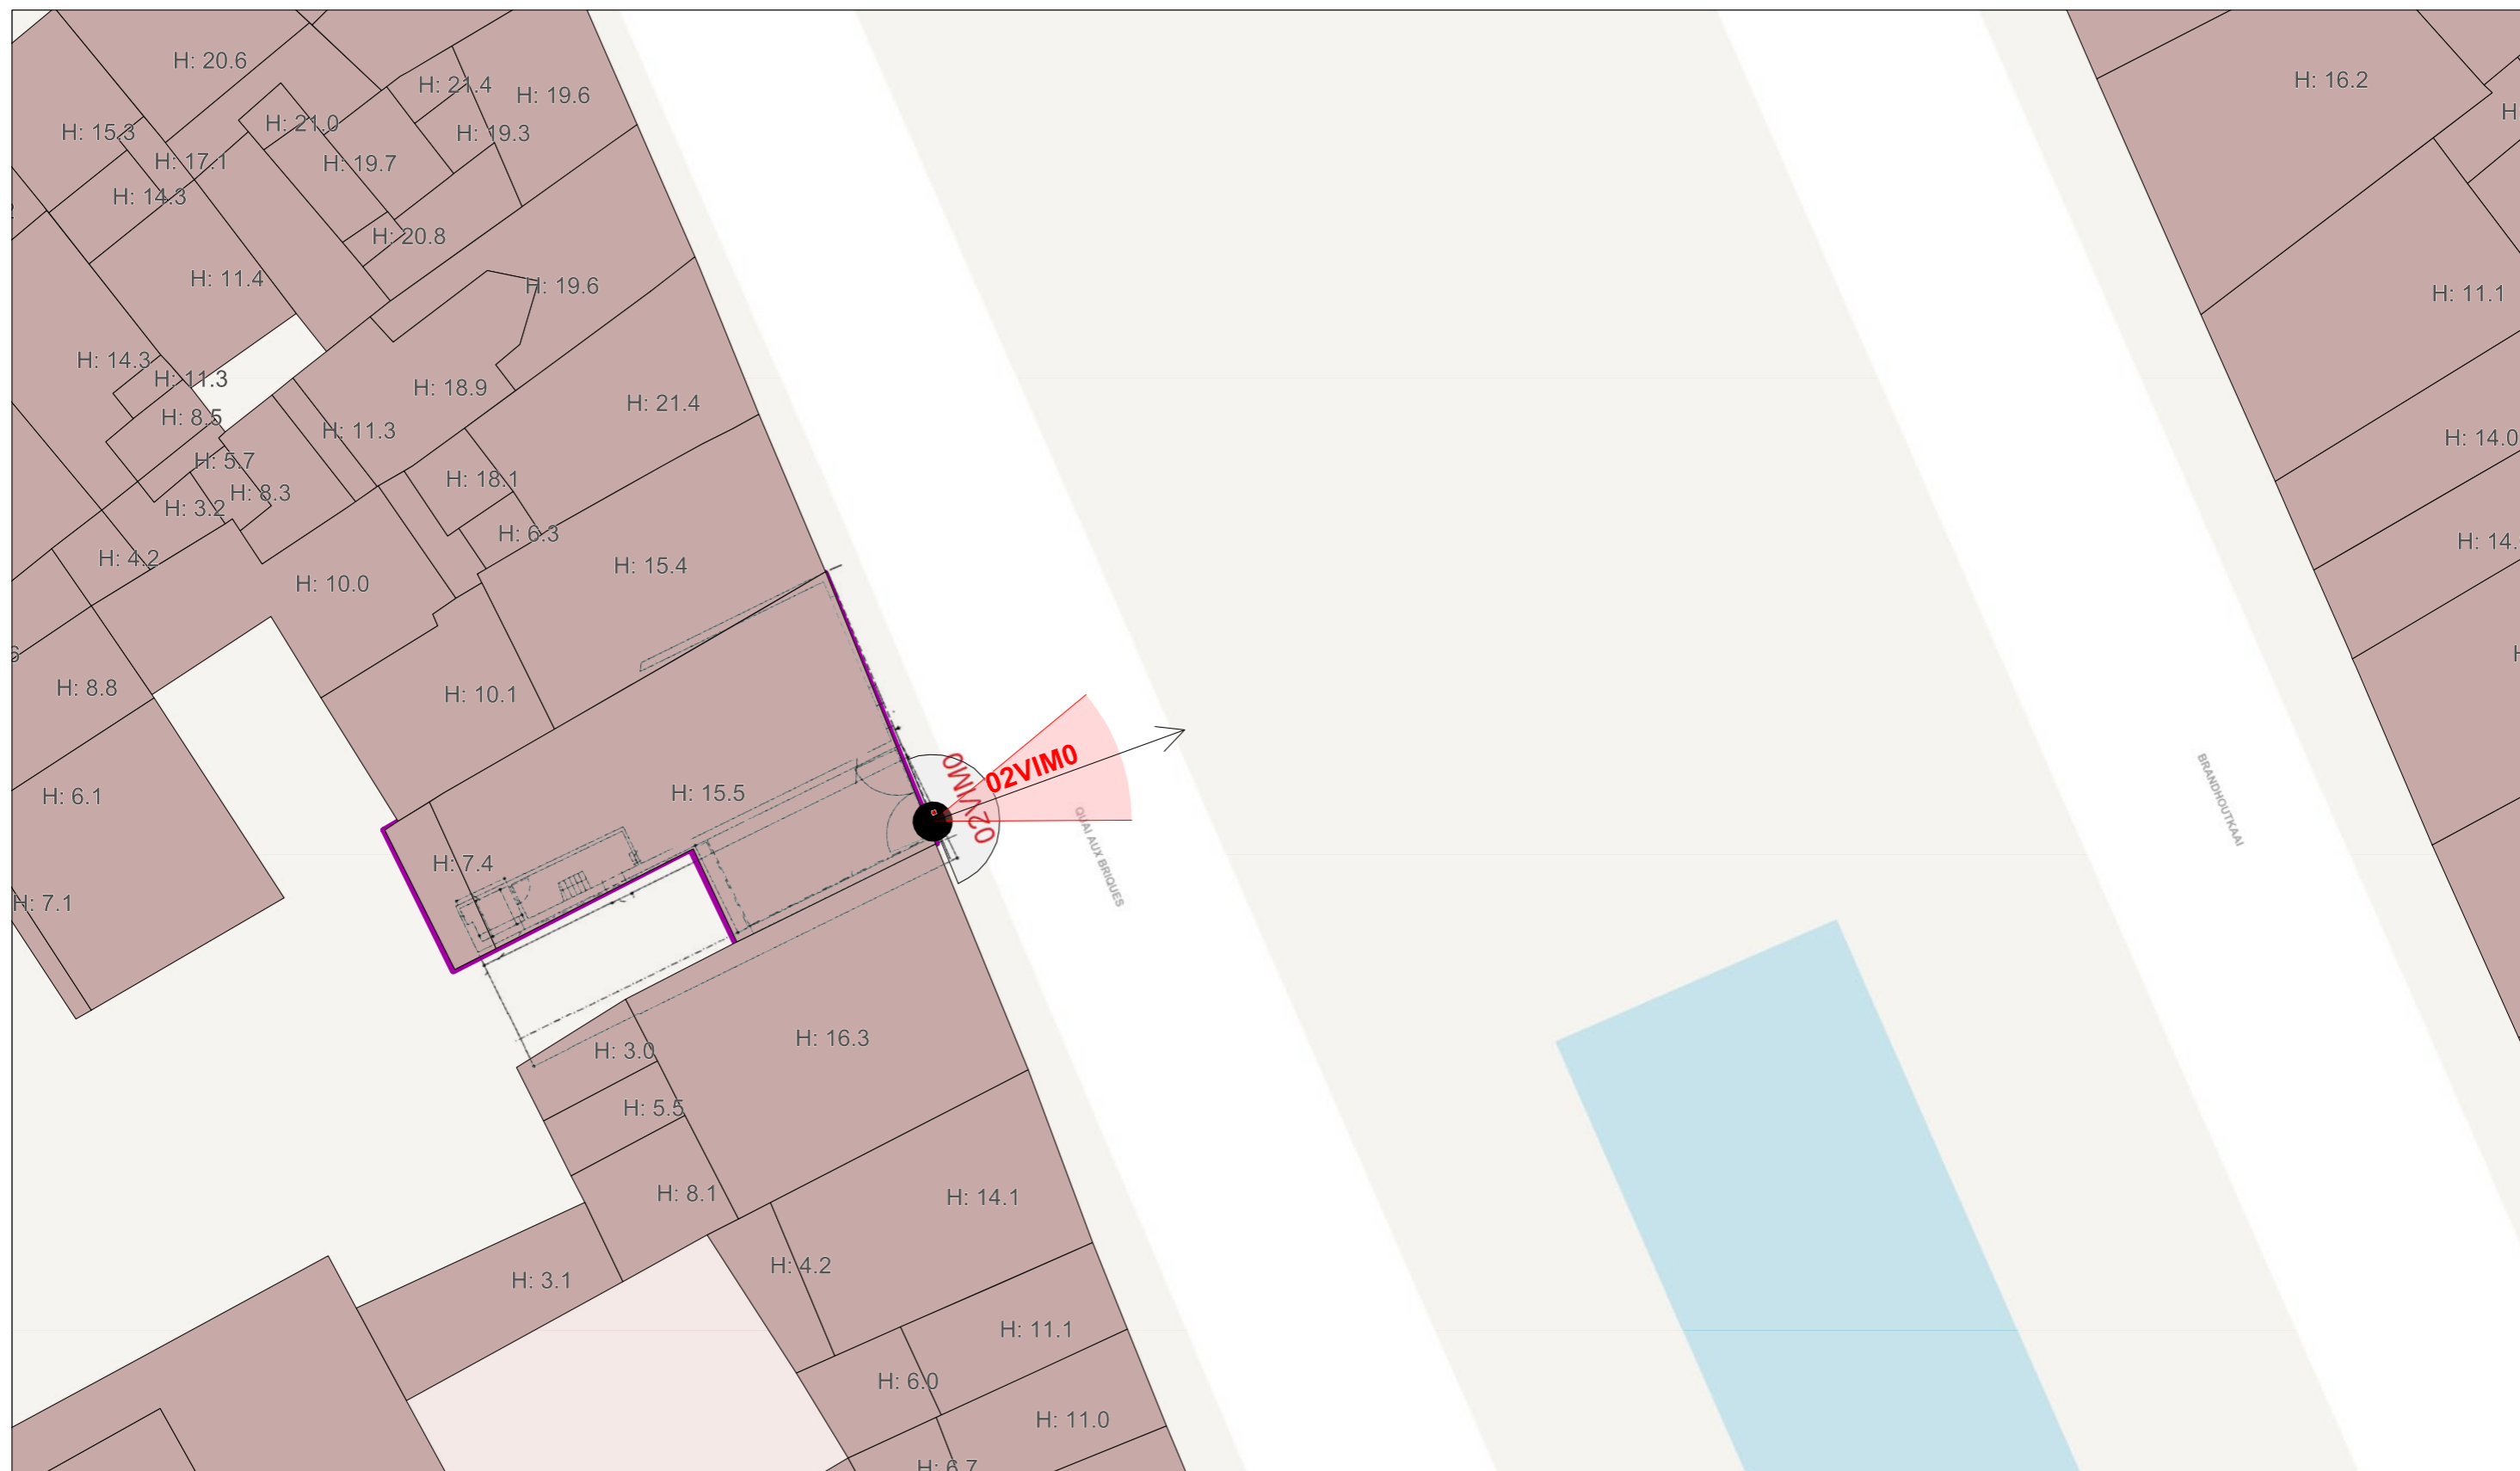 H: 20.6
H: 21.4
H: 19.6
H: 16.2
H: 15.3
H: 21.0
H: 19.3
H: 17.1
H: 19.7
H: 14.3
H: 20.8
H: 11.4
H: 19.6
H: 11.1
H: 14.3
H: 11.3
H: 18.9
H: 21.4
H: 8.5
H: 11.3
H: 14.0
H: 5.7
H: 18.1
H: 8.3
H: 3.2
H: 6.3
H: 14.
H: 4.2
H: 15.4
H: 10.0
H: 8.8
H: 10.1
02VIM0
02VIM0
H: 6.1
H: 15.5
QUAI AUX BRIQUES
BRANDHOUTKAAI
H: 7.4
H: 7.1
H: 16.3
H: 3.0
H: 5.5
H: 8.1
H: 14.1
H: 4.2
H: 3.1
H: 11.1
H: 6.0
H: 11.0
H: 6.7